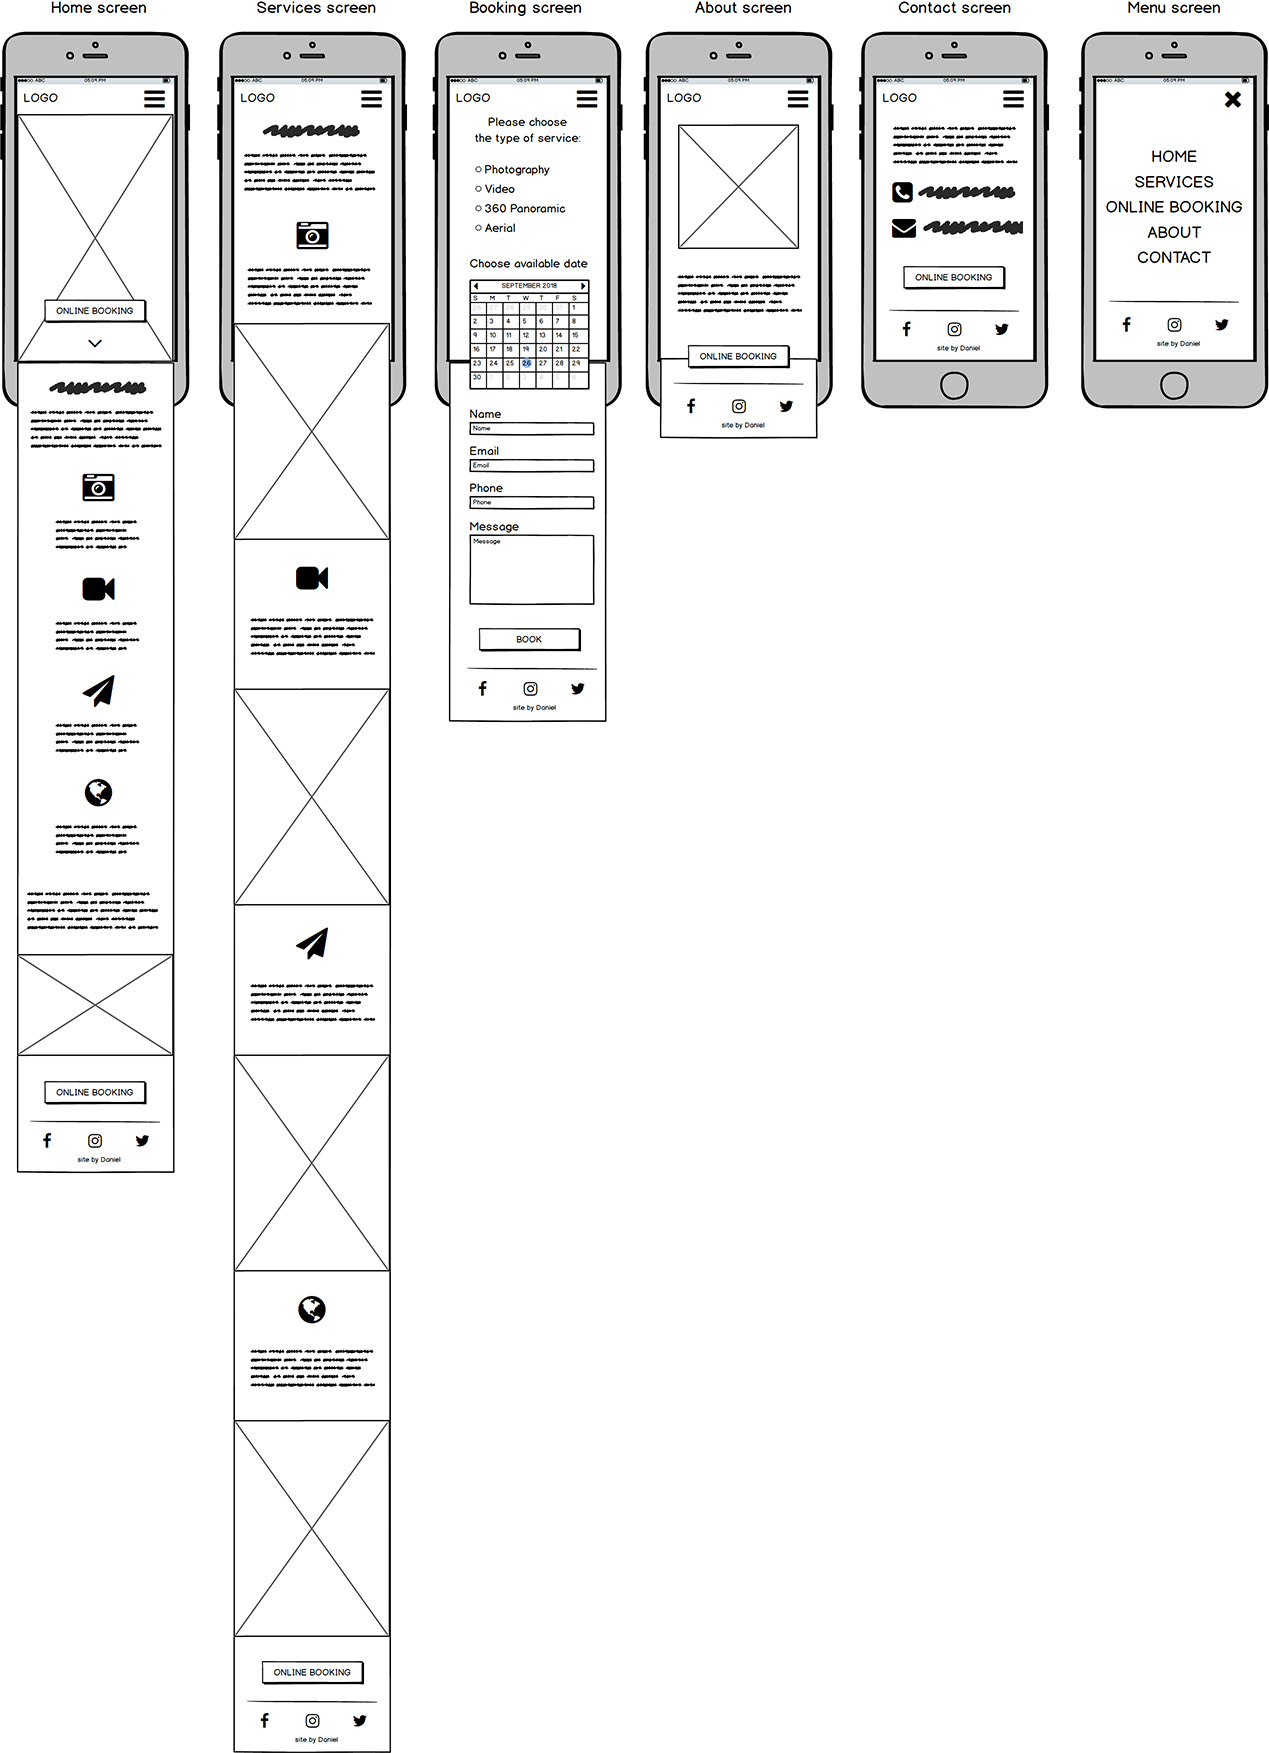 Home screen
Services screen
Booking screen
About screen
Contact screen
Menu screen
ABC 05:09 PM
LOGO
ONLINE BOOKING
ONLINE BOOKING
site by Daniel
ABC 05:09 PM
LOGO
ONLINE BOOKING
site by Daniel
ABC 05:09 PM
LOGO
Please choose
the type of service:
Photography
Video
360 Panoramic
Aerial
Choose available date
SEPTEMBER 2018
S M T W T F S
1
2 3 4 5 6 7 8
9 10 11 12 13 14 15
16 17 18 19 20 21 22
23 24 25 26 27 28 29
30
Name
Name
Email
Email
Phone
Phone
Message
Message
BOOK
site by Daniel
ABC 05:09 PM
LOGO
ONLINE BOOKING
site by Daniel
ABC 05:09 PM
LOGO
ONLINE BOOKING
site by Daniel
ABC 05:09 PM
HOME
SERVICES
ONLINE BOOKING
ABOUT
CONTACT
site by Daniel